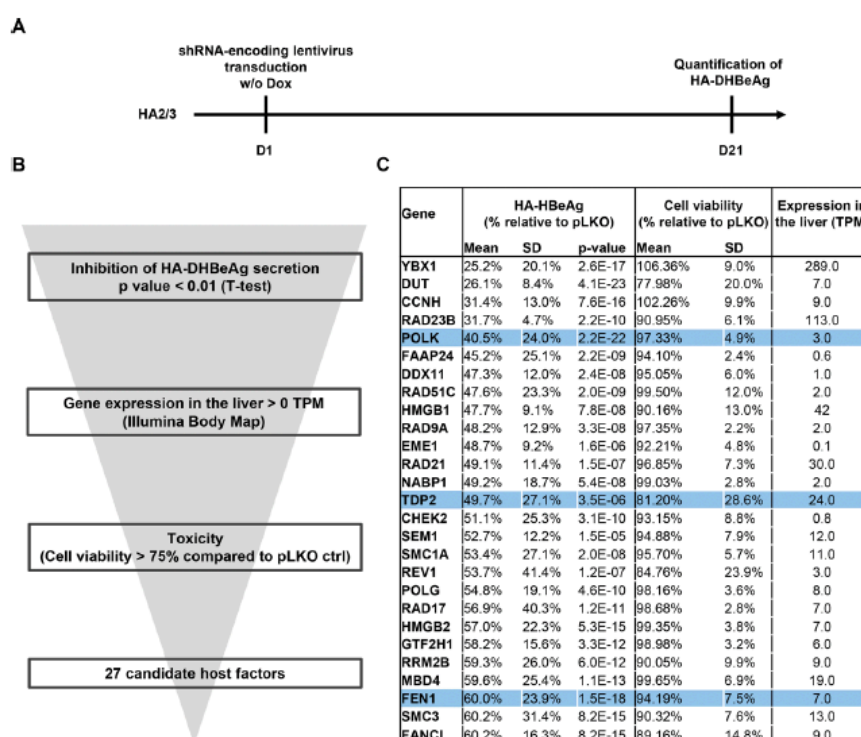 A
shRNA-encoding lentivirus
transduction
w/o Dox
Quantification of
HA-DHBeAg
HA2/3
D1
D21
B
Inhibition of HA-DHBeAg secretion
p value < 0.01 (T-test)
Gene expression in the liver > 0 TPM
(Illumina Body Map)
Toxicity
(Cell viability > 75% compared to pLKO ctrl)
27 candidate host factors
C
Gene HA-HBeAg (% relative to pLKO) Cell viability (% relative to pLKO) Expression in the liver (TPM
Mean SD p-value Mean SD
YBX1 25.2% 20.1% 2.6E-17 106.36% 9.0% 289.0
DUT 26.1% 8.4% 4.1E-23 77.98% 20.0% 7.0
CCNH 31.4% 13.0% 7.6E-16 102.26% 9.9% 9.0
RAD23B 31.7% 4.7% 2.2E-10 90.95% 6.1% 113.0
POLK 40.5% 24.0% 2.2E-22 97.33% 4.9% 3.0
FAAP24 45.2% 25.1% 2.2E-09 94.10% 2.4% 0.6
DDX11 47.3% 12.0% 2.4E-08 95.05% 6.0% 1.0
RAD51C 47.6% 23.3% 2.0E-09 99.50% 12.0% 2.0
HMGB1 47.7% 9.1% 7.8E-08 90.16% 13.0% 42
RAD9A 48.2% 12.9% 3.3E-08 97.35% 2.2% 2.0
EME1 48.7% 9.2% 1.6E-06 92.21% 4.8% 0.1
RAD21 49.1% 11.4% 1.5E-07 96.85% 7.3% 30.0
NABP1 49.2% 18.7% 5.4E-08 99.03% 2.8% 2.0
TDP2 49.7% 27.1% 3.5E-06 81.20% 28.6% 24.0
CHEK2 51.1% 25.3% 3.1E-10 93.15% 8.8% 0.8
SEM1 52.7% 12.2% 1.5E-05 94.88% 7.9% 12.0
SMC1A 53.4% 27.1% 2.0E-08 95.70% 5.7% 11.0
REV1 53.7% 41.4% 1.2E-07 84.76% 23.9% 3.0
POLG 54.8% 19.1% 4.6E-10 98.16% 3.6% 8.0
RAD17 56.9% 40.3% 1.2E-11 98.68% 2.8% 7.0
HMGB2 57.0% 22.3% 5.3E-15 99.35% 3.8% 7.0
GTF2H1 58.2% 15.6% 3.3E-12 98.98% 3.2% 6.0
RRM2B 59.3% 26.0% 6.0E-12 90.05% 9.9% 9.0
MBD4 59.6% 25.4% 1.1E-13 99.65% 6.9% 19.0
FEN1 60.0% 23.9% 1.5E-18 94.19% 7.5% 7.0
SMC3 60.2% 31.4% 8.2E-15 90.32% 7.6% 13.0
FANCI 60.2% 16.3% 8.2E-15 89.16% 14.8% 9.0